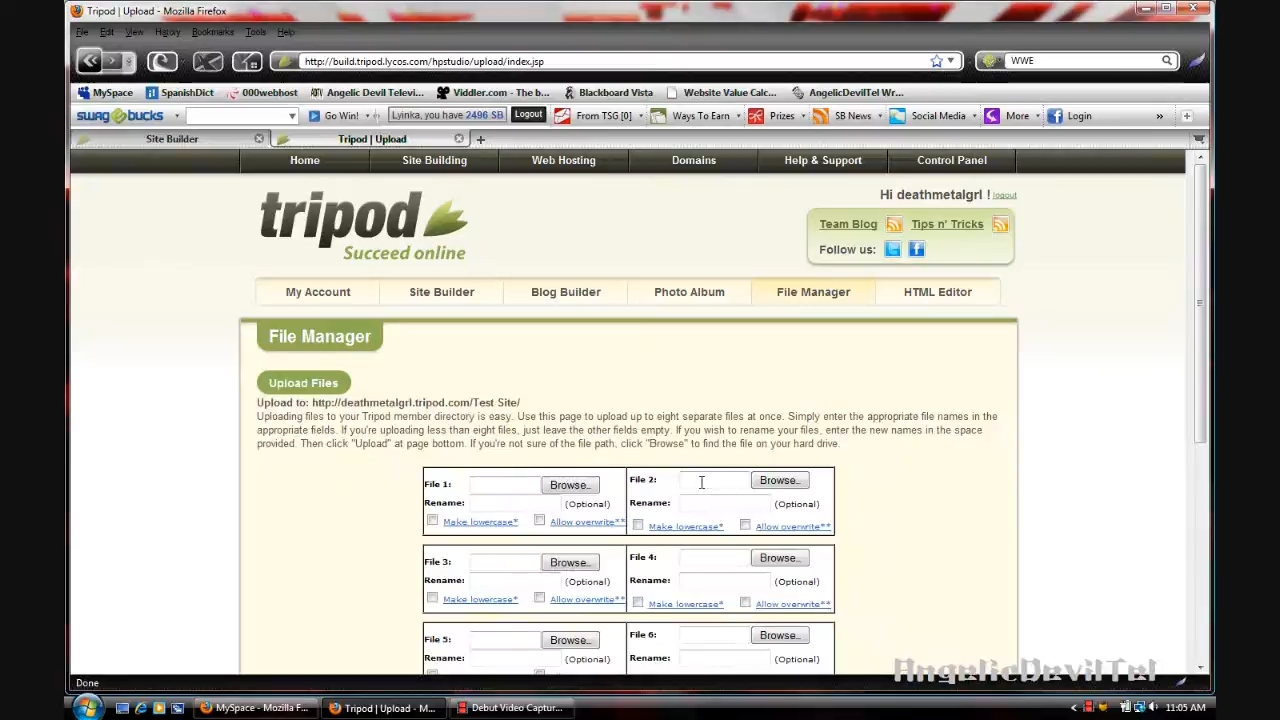 Tripod | Upload - Mozilla Firefox
File Edit View History Bookmarks Tools Help
http://build.tripod.lycos.com/hpstudio/upload/index.jsp WWE
MySpace SpanishDict 000webhost Angelic Devil Televi... Viddler.com - The b... Blackboard Vista Website Value Calc... AngelicDevilTel Wr...
swagbucks Go Win! Lyinka, you have 2496 SB Logout From TSG [0] Ways To Earn Prizes SB News Social Media More Login »
Site Builder Tripod | Upload
Home Site Building Web Hosting Domains Help & Support Control Panel
Hi deathmetalgrl ! logout
tripod
Succeed online
Team Blog Tips n' Tricks
Follow us:
My Account Site Builder Blog Builder Photo Album File Manager HTML Editor
File Manager
Upload Files
Upload to: http://deathmetalgrl.tripod.com/Test Site/
Uploading files to your Tripod member directory is easy. Use this page to upload up to eight separate files at once. Simply enter the appropriate file names in the
appropriate fields. If you're uploading less than eight files, just leave the other fields empty. If you wish to rename your files, enter the new names in the space
provided. Then click "Upload" at page bottom. If you're not sure of the file path, click "Browse" to find the file on your hard drive.
File 1: Browse... File 2: Browse...
Rename: (Optional) Rename: (Optional)
Make lowercase* Allow overwrite** Make lowercase* Allow overwrite**
File 3: Browse... File 4: Browse...
Rename: (Optional) Rename: (Optional)
Make lowercase* Allow overwrite** Make lowercase* Allow overwrite**
File 5: Browse... File 6: Browse...
Rename: (Optional) Rename: (Optional)
AngelicDevilTel
Done
MySpace - Mozilla F... Tripod | Upload - M... Debut Video Captur... 11:05 AM